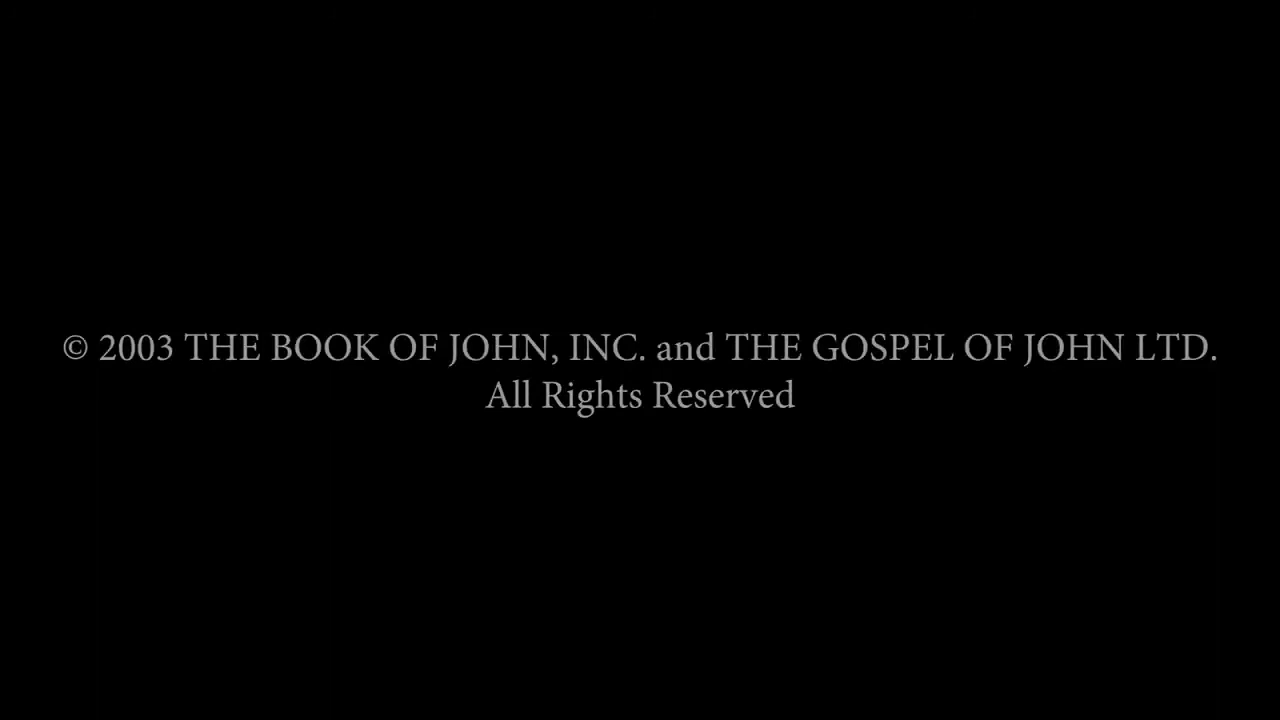 © 2003 THE BOOK OF JOHN, INC. and THE GOSPEL OF JOHN LTD.
All Rights Reserved